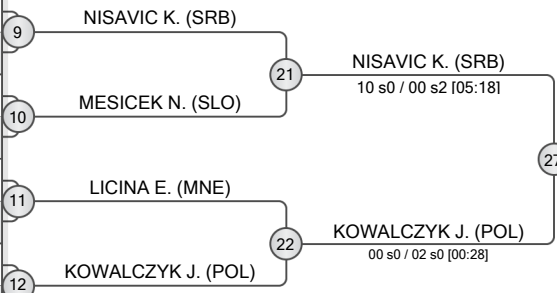 NISAVIC K. (SRB)
9
21
NISAVIC K. (SRB)
10 s0 / 00 s2 [05:18]
MESICEK N. (SLO)
10
27
LICINA E. (MNE)
11
22
KOWALCZYK J. (POL)
00 s0 / 02 s0 [00:28]
KOWALCZYK J. (POL)
12